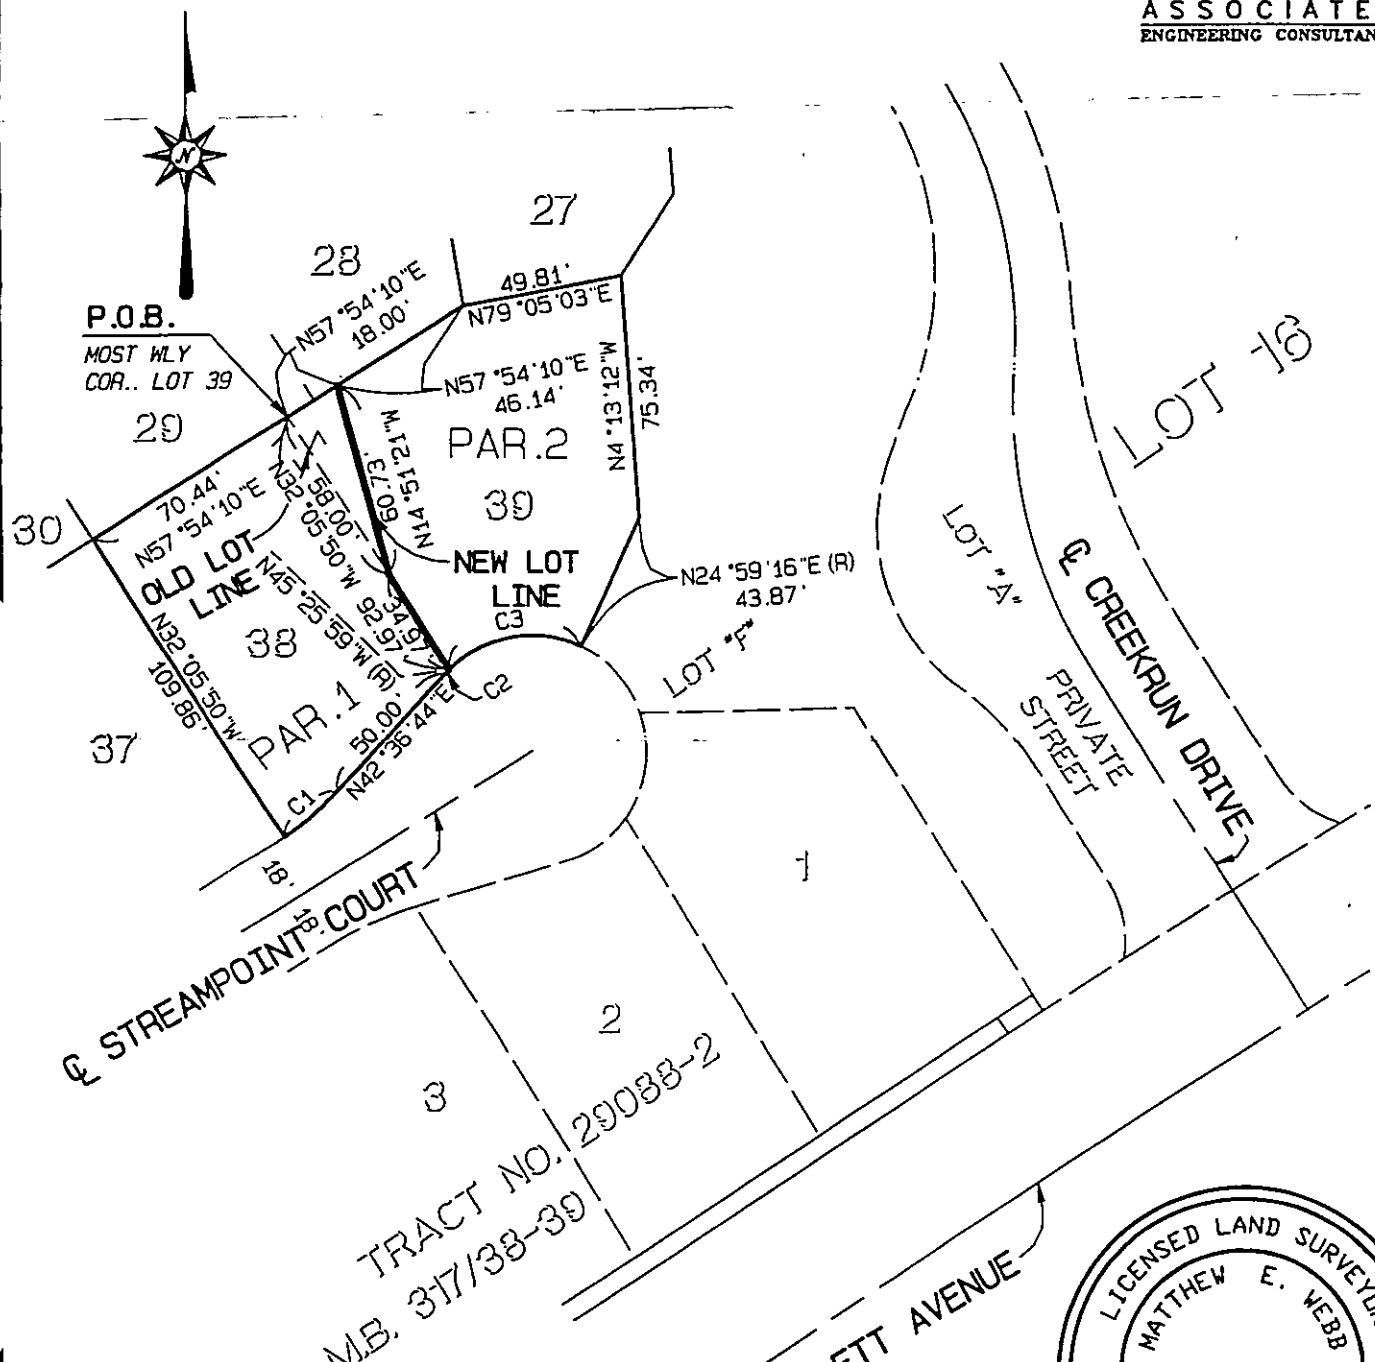 ASSOCIATE
ENGINEERING CONSULTAN
N
27
28
49.81'
N79°05'03"E
N57°54'10"E
18.00'
P.O.B.
MOST WLY
COR.. LOT 39
29
N57°54'10"E
46.14'
N4°13'12"W
75.34'
LOT 16
PAR.2
39
N14°51'21"W
60.73'
70.44'
N57°54'10"E
30
58.00'
N32°05'50"W 92.97'
OLD LOT
LINE
NEW LOT
LINE
34.97'
N24°59'16"E (R)
43.87'
C3
LOT "A"
℄ CREEKRUN DRIVE
N45°25'59"W (R)
38
N32°05'50"W
109.86'
LOT "F"
C2
PAR.1
50.00'
N42°36'44"E
37
C1
PRIVATE
STREET
18'
18'
℄ STREAMPOINT COURT
1
2
3
TRACT NO. 29088-2
M.B. 317/38-39
ETT AVENUE
LICENSED LAND SURVEYOR
MATTHEW E. WEBB